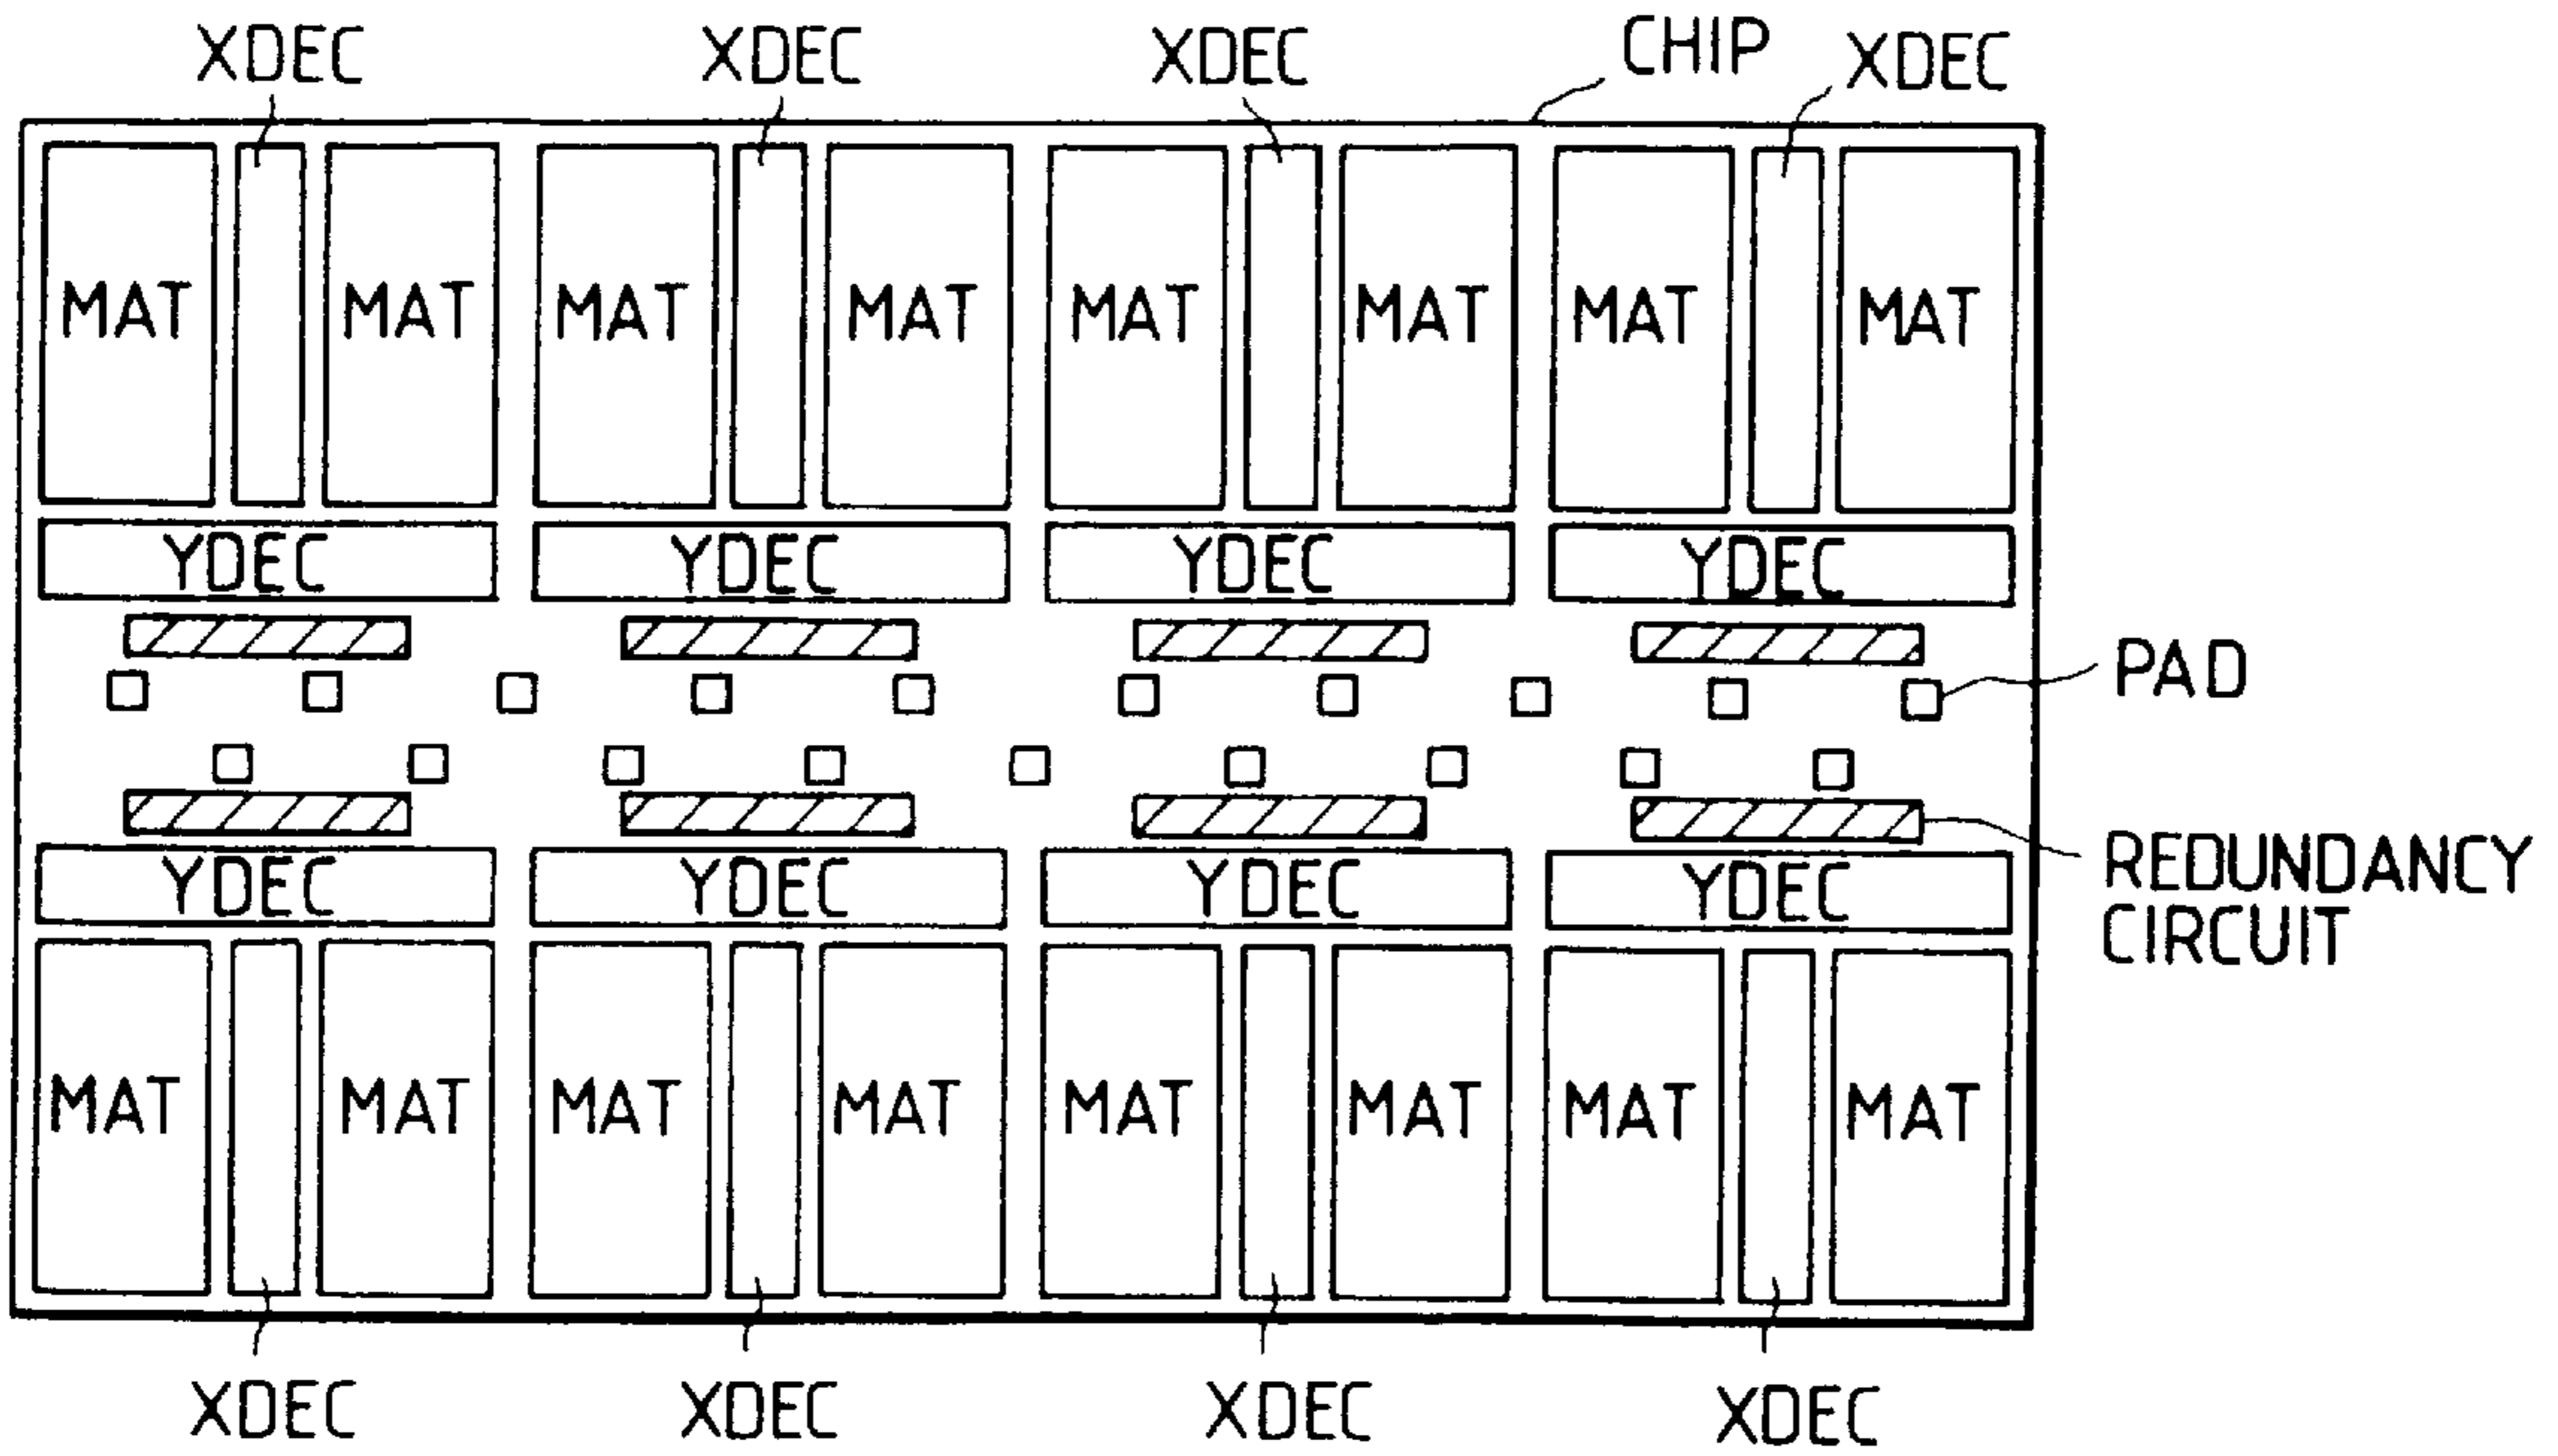 XDEC XDEC XDEC CHIP XDEC
MAT MAT MAT MAT MAT MAT MAT MAT
YDEC YDEC YDEC YDEC
PAD
REDUNDANCY
CIRCUIT
YDEC YDEC YDEC YDEC
MAT MAT MAT MAT MAT MAT MAT MAT
XDEC XDEC XDEC XDEC